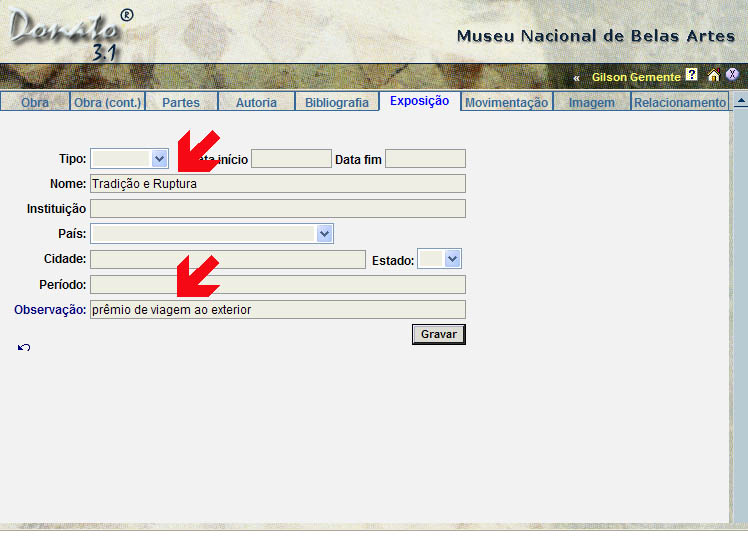 Donato ®
3.1
Museu Nacional de Belas Artes
« Gilson Gemente ?
Obra Obra (cont.) Partes Autoria Bibliografia Exposição Movimentação Imagem Relacionamento
Tipo: início Data fim
Nome: Tradição e Ruptura
Instituição
País:
Cidade: Estado:
Período:
Observação: prêmio de viagem ao exterior
Gravar